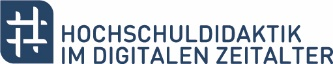 HOCHSCHULDIDAKTIK
IM DIGITALEN ZEITALTER